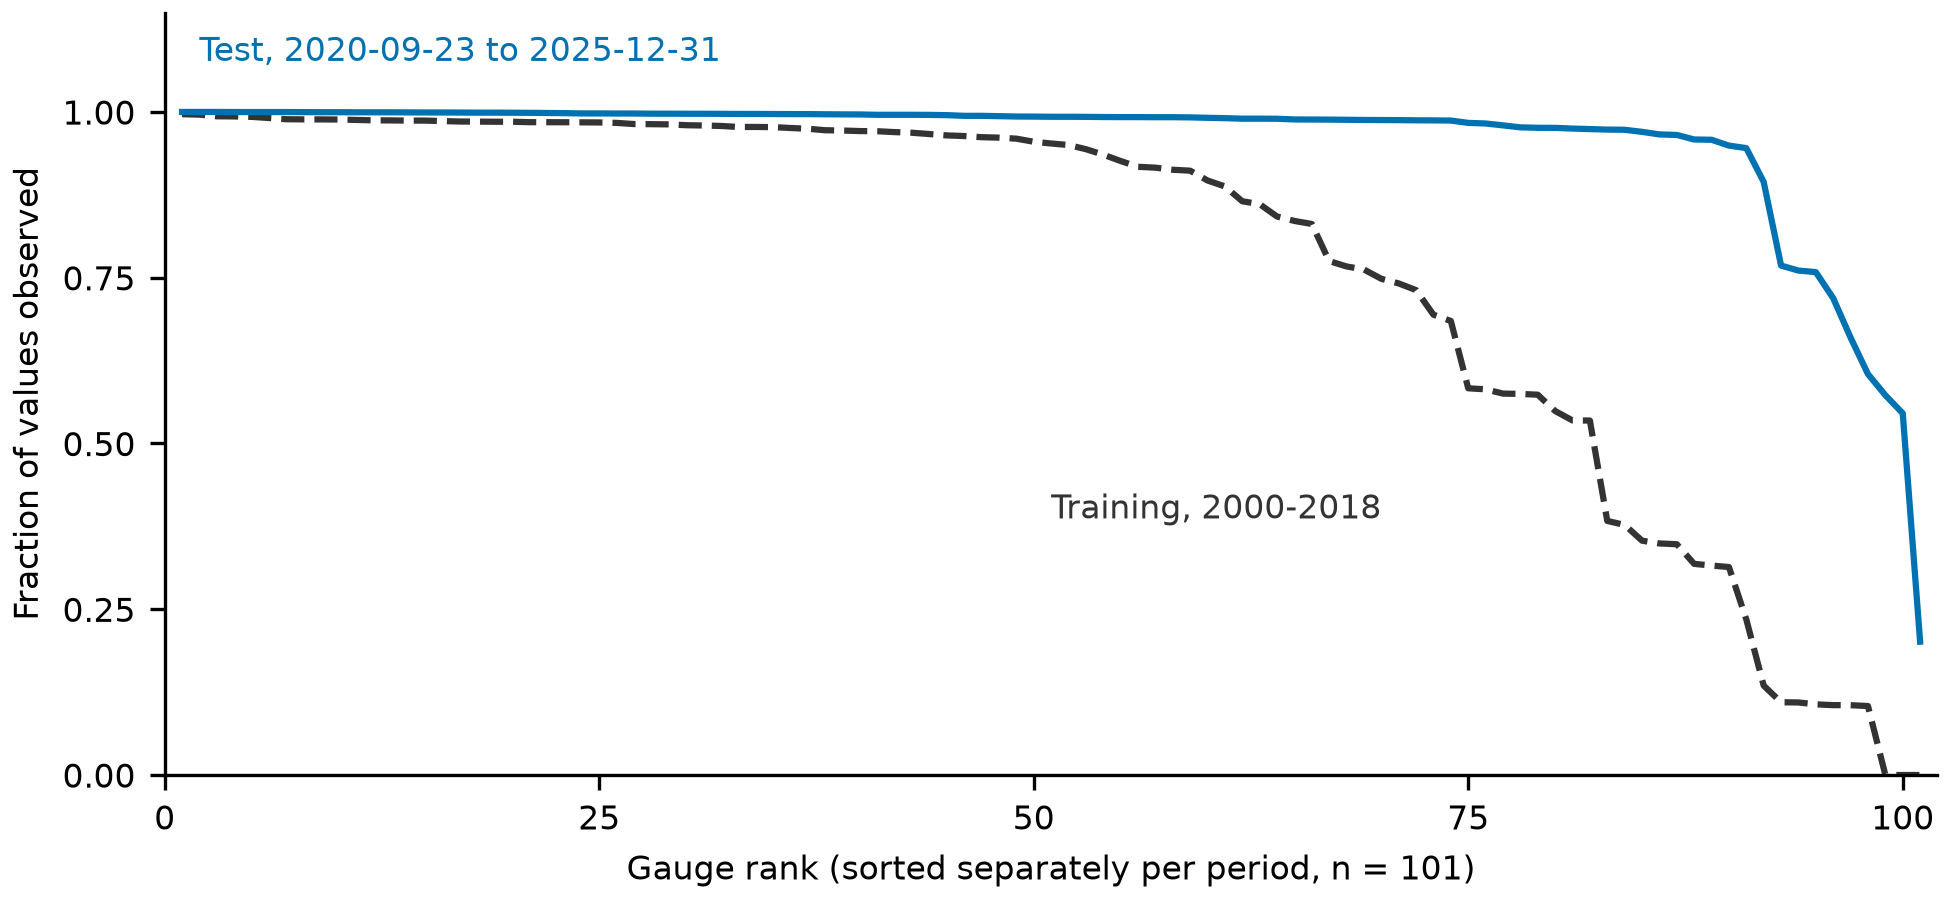 Test, 2020-09-23 to 2025-12-31
1.00
0.75
0.50
0.25
0.00
Fraction of values observed
Training, 2000-2018
0 25 50 75 100
Gauge rank (sorted separately per period, n = 101)